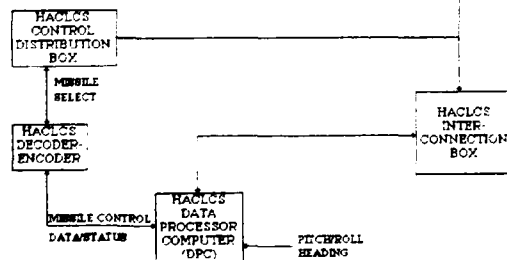 HACLCS
CONTROL
DISTRIBUTION
BOX
MISSILE
SELECT
HACLCS
DECODER-
ENCODER
HACLCS
INTER-
CONNECTION
BOX
MISSILE CONTROL
DATA/STATUS
HACLCS
DATA
PROCESSOR
COMPUTER
(DPC)
PITCH/ROLL
HEADING